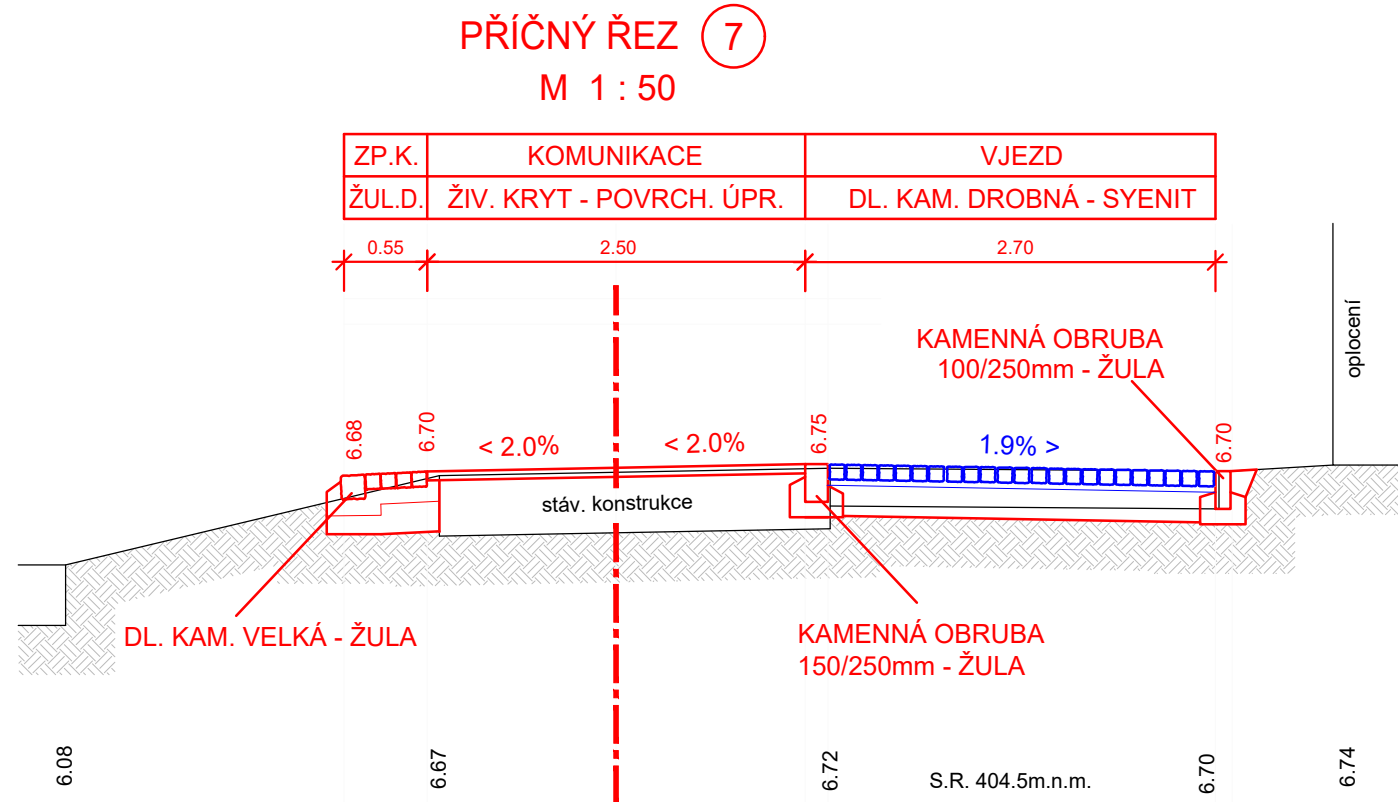 PŘÍČNÝ ŘEZ 7
M 1 : 50
ZP.K. KOMUNIKACE VJEZD
ŽUL.D. ŽIV. KRYT - POVRCH. ÚPR. DL. KAM. DROBNÁ - SYENIT
0.55 2.50 2.70
oplocení
KAMENNÁ OBRUBA
100/250mm - ŽULA
6.68 6.70 < 2.0% < 2.0% 6.75 1.9% > 6.70
stáv. konstrukce
DL. KAM. VELKÁ - ŽULA
KAMENNÁ OBRUBA
150/250mm - ŽULA
6.08 6.67 6.72 S.R. 404.5m.n.m. 6.70 6.74